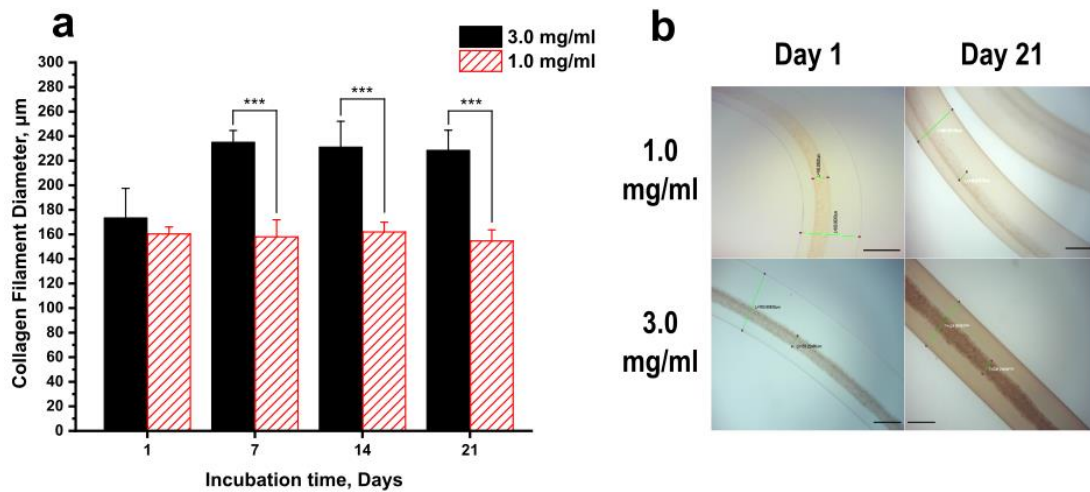 a
3.0 mg/ml
1.0 mg/ml
300
280
260
240
220
200
180
160
140
120
100
80
60
40
20
0
Collagen Filament Diameter, µm
***
***
***
1
7
14
21
Incubation time, Days
b
Day 1
Day 21
1.0
mg/ml
3.0
mg/ml